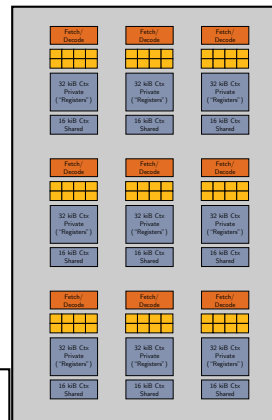 Fetch/ Fetch/ Fetch/
Decode Decode Decode
32 kiB Ctx 32 kiB Ctx 32 kiB Ctx
Private Private Private
("Registers") ("Registers") ("Registers")
16 kiB Ctx 16 kiB Ctx 16 kiB Ctx
Shared Shared Shared
Fetch/ Fetch/ Fetch/
Decode Decode Decode
32 kiB Ctx 32 kiB Ctx 32 kiB Ctx
Private Private Private
("Registers") ("Registers") ("Registers")
16 kiB Ctx 16 kiB Ctx 16 kiB Ctx
Shared Shared Shared
Fetch/ Fetch/ Fetch/
Decode Decode Decode
32 kiB Ctx 32 kiB Ctx 32 kiB Ctx
Private Private Private
("Registers") ("Registers") ("Registers")
16 kiB Ctx 16 kiB Ctx 16 kiB Ctx
Shared Shared Shared